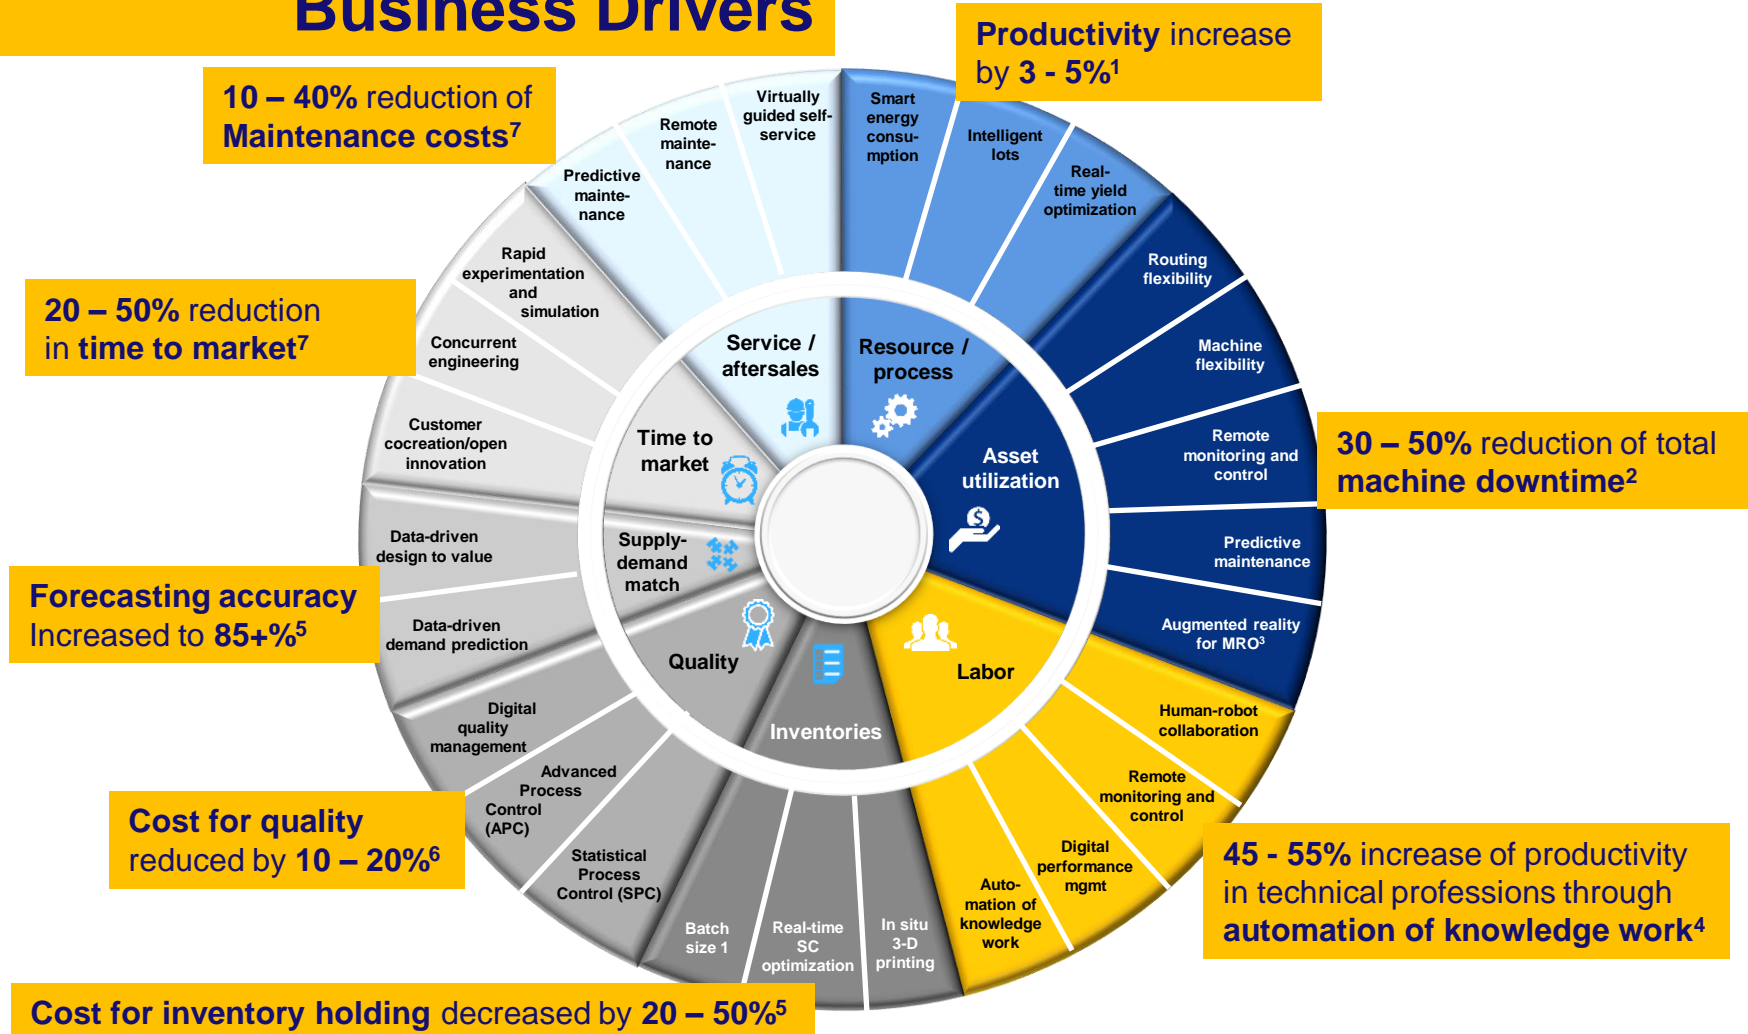 Business Drivers
Productivity increase
by 3 - 5%¹
10 – 40% reduction of
Maintenance costs⁷
20 – 50% reduction
in time to market⁷
30 – 50% reduction of total
machine downtime²
Forecasting accuracy
Increased to 85+%⁵
Cost for quality
reduced by 10 – 20%⁶
45 - 55% increase of productivity
in technical professions through
automation of knowledge work⁴
Cost for inventory holding decreased by 20 – 50%⁵
Service /
aftersales
Predictive
mainte-
nance
Remote
mainte-
nance
Virtually
guided self-
service
Resource /
process
Smart
energy
consu-
mption
Intelligent
lots
Real-
time yield
optimization
Asset
utilization
$
Routing
flexibility
Machine
flexibility
Remote
monitoring and
control
Predictive
maintenance
Augmented reality
for MRO³
Labor
Human-robot
collaboration
Remote
monitoring and
control
Digital
performance
mgmt
Auto-
mation of
knowledge
work
Inventories
In situ
3-D
printing
Real-time
SC
optimization
Batch
size 1
Quality
Statistical
Process
Control (SPC)
Advanced
Process
Control
(APC)
Digital
quality
management
Supply-
demand
match
Data-driven
demand prediction
Data-driven
design to value
Time to
market
Customer
cocreation/open
innovation
Concurrent
engineering
Rapid
experimentation
and
simulation